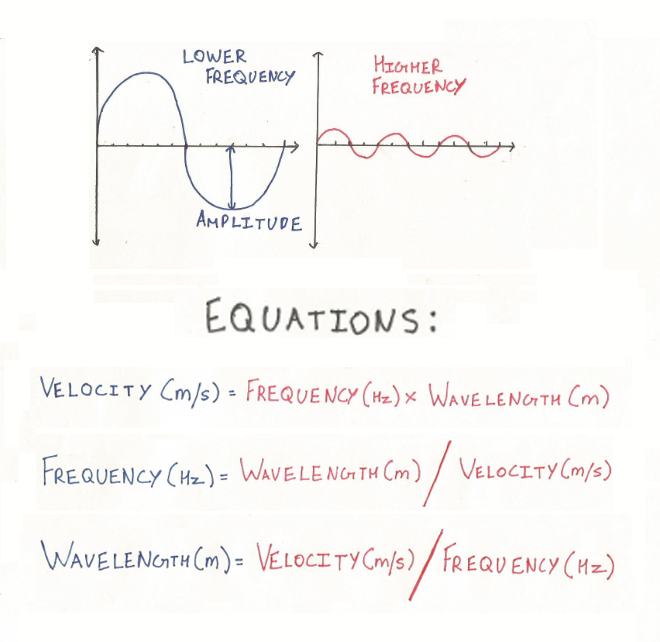 LOWER
FREQUENCY
HIGHER
FREQUENCY
AMPLITUDE
EQUATIONS:
VELOCITY (m/s) = FREQUENCY (Hz) × WAVELENGTH (m)
FREQUENCY (Hz) = WAVELENGTH (m) / VELOCITY (m/s)
WAVELENGTH (m) = VELOCITY (m/s) / FREQUENCY (Hz)